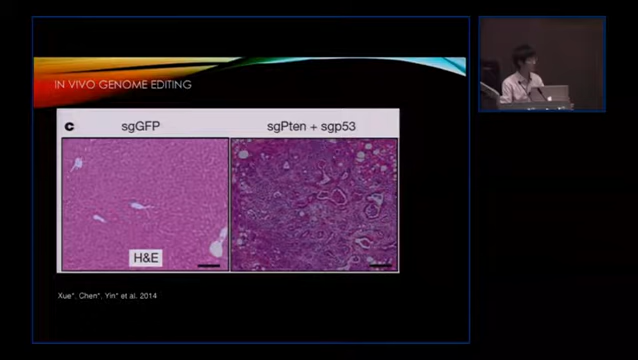 IN VIVO GENOME EDITING
c sgGFP sgPten + sgp53
H&E
Xue*, Chen*, Yin* et al. 2014